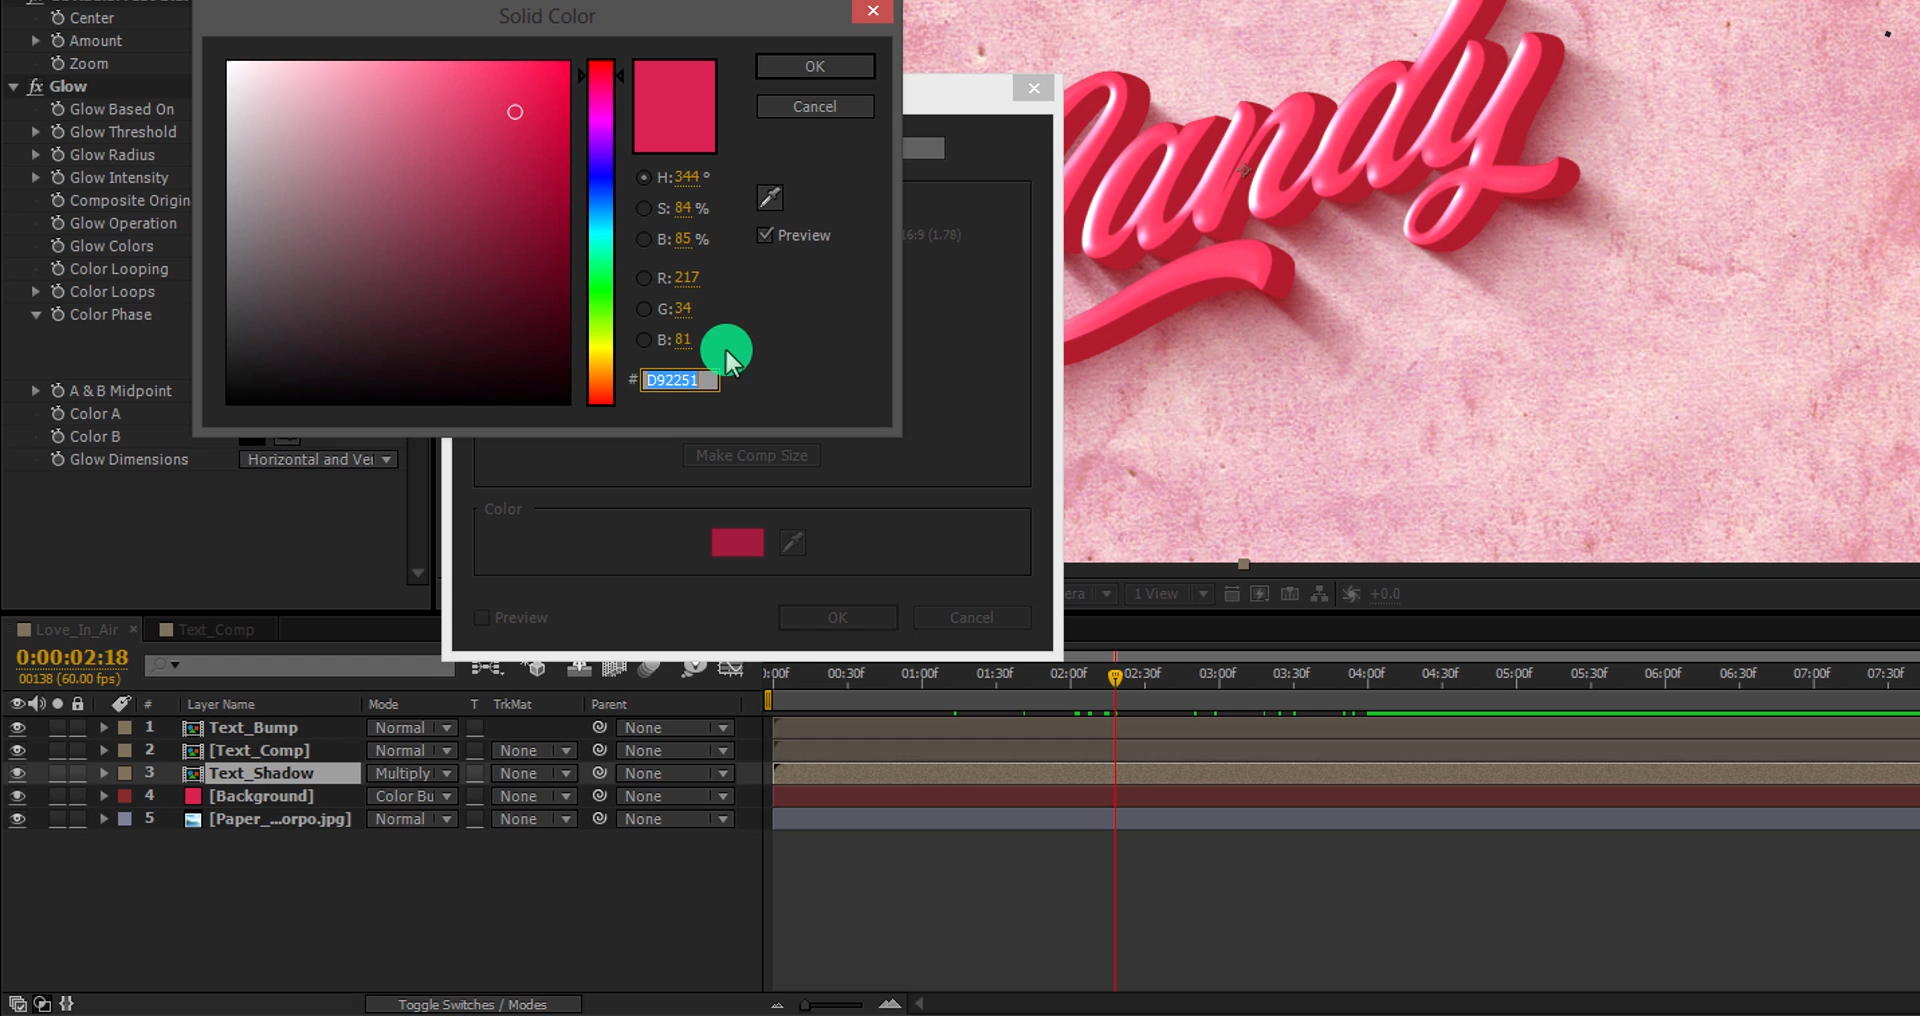 Center
Amount
Zoom
fx Glow
Glow Based On
Glow Threshold
Glow Radius
Glow Intensity
Composite Origin
Glow Operation
Glow Colors
Color Looping
Color Loops
Color Phase
A & B Midpoint
Color A
Color B
Glow Dimensions
Horizontal and Ver
Solid Color
OK
Cancel
H: 344 °
S: 84 %
B: 85 %
Preview
R: 217
G: 34
B: 81
# D92251
16:9 (1.78)
Make Comp Size
Color
Preview
OK
Cancel
andy
era
1 View
+0.0
Love_In_Air
Text_Comp
0:00:02:18
00138 (60.00 fps)
):00f 00:30f 01:00f 01:30f 02:00f 02:30f 03:00f 03:30f 04:00f 04:30f 05:00f 05:30f 06:00f 06:30f 07:00f 07:30f
# Layer Name Mode T TrkMat Parent
1 Text_Bump Normal None
2 [Text_Comp] Normal None None
3 Text_Shadow Multiply None None
4 [Background] Color Bu None None
5 [Paper_...orpo.jpg] Normal None None
Toggle Switches / Modes